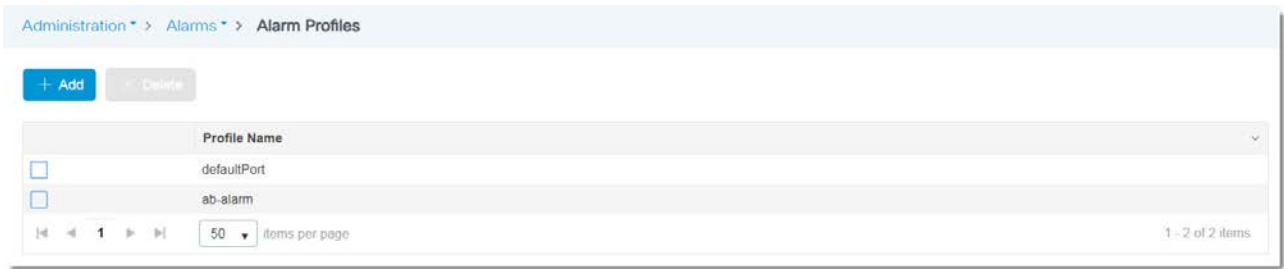 Administration > Alarms > Alarm Profiles
+ Add × Delete
Profile Name
defaultPort
ab-alarm
1 50 items per page 1 - 2 of 2 items